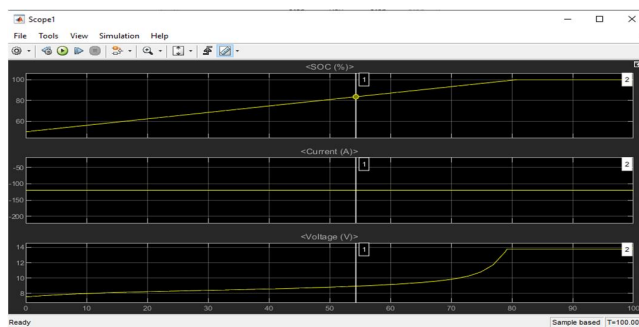 Scope1
File Tools View Simulation Help
<SOC (%)>
1
2
100
80
60
<Current (A)>
1
2
-50
-100
-150
-200
<Voltage (V)>
1
2
14
12
10
8
0 10 20 30 40 50 60 70 80 90 100
Ready Sample based T=100.00